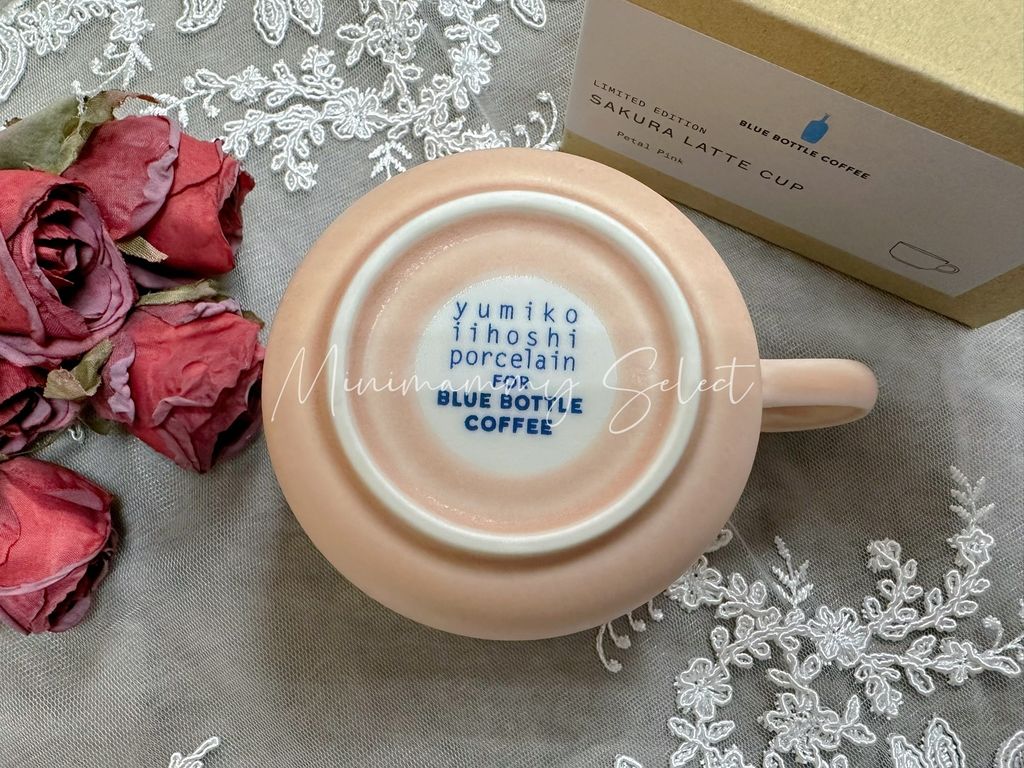 LIMITED EDITION
SAKURA LATTE CUP
Petal Pink
BLUE BOTTLE COFFEE
yumiko
iihoshi
porcelain
FOR
BLUE BOTTLE
COFFEE
Minimammy Select